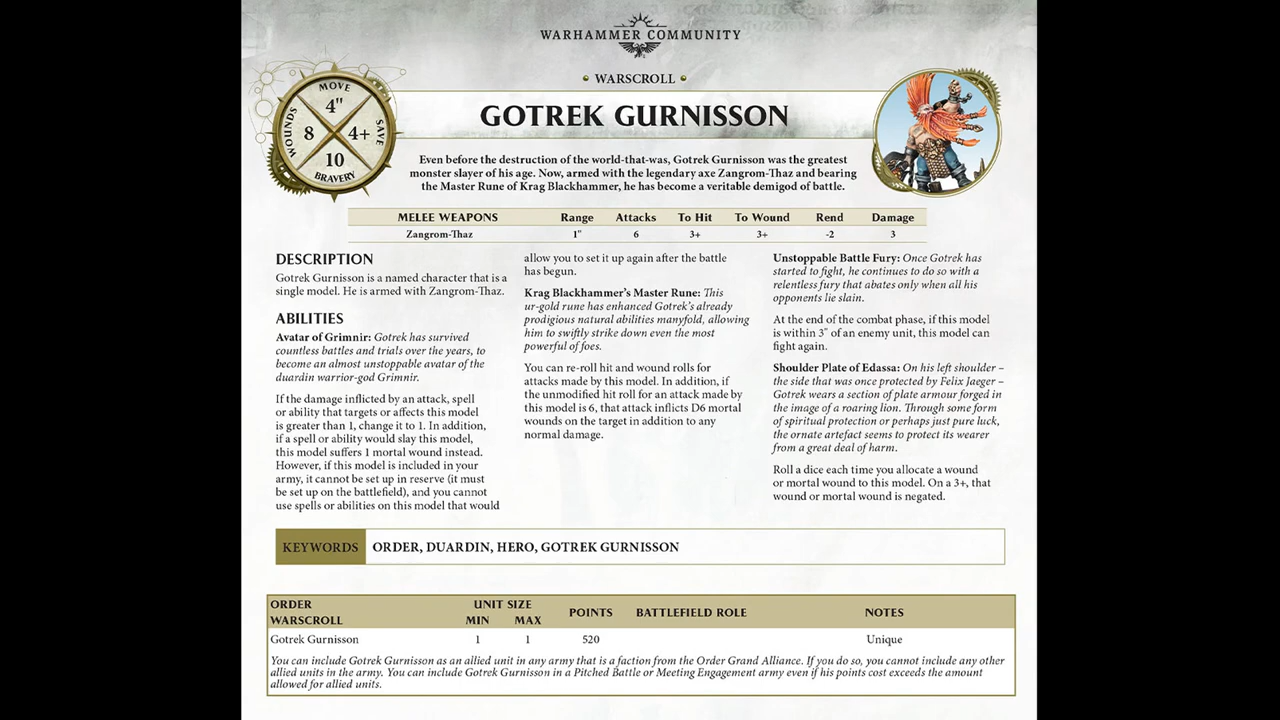 WARHAMMER COMMUNITY
• WARSCROLL •
GOTREK GURNISSON
MOVE
4"
WOUNDS
8
4+
SAVE
10
BRAVERY
Even before the destruction of the world-that-was, Gotrek Gurnisson was the greatest
monster slayer of his age. Now, armed with the legendary axe Zangrom-Thaz and bearing
the Master Rune of Krag Blackhammer, he has become a veritable demigod of battle.
MELEE WEAPONS Range Attacks To Hit To Wound Rend Damage
Zangrom-Thaz 1" 6 3+ 3+ -2 3
DESCRIPTION
Gotrek Gurnisson is a named character that is a
single model. He is armed with Zangrom-Thaz.
ABILITIES
Avatar of Grimnir: Gotrek has survived
countless battles and trials over the years, to
become an almost unstoppable avatar of the
duardin warrior-god Grimnir.
If the damage inflicted by an attack, spell
or ability that targets or affects this model
is greater than 1, change it to 1. In addition,
if a spell or ability would slay this model,
this model suffers 1 mortal wound instead.
However, if this model is included in your
army, it cannot be set up in reserve (it must
be set up on the battlefield), and you cannot
use spells or abilities on this model that would
allow you to set it up again after the battle
has begun.
Krag Blackhammer's Master Rune: This
ur-gold rune has enhanced Gotrek's already
prodigious natural abilities manyfold, allowing
him to swiftly strike down even the most
powerful of foes.
You can re-roll hit and wound rolls for
attacks made by this model. In addition, if
the unmodified hit roll for an attack made by
this model is 6, that attack inflicts D6 mortal
wounds on the target in addition to any
normal damage.
Unstoppable Battle Fury: Once Gotrek has
started to fight, he continues to do so with a
relentless fury that abates only when all his
opponents lie slain.
At the end of the combat phase, if this model
is within 3" of an enemy unit, this model can
fight again.
Shoulder Plate of Edassa: On his left shoulder –
the side that was once protected by Felix Jaeger –
Gotrek wears a section of plate armour forged in
the image of a roaring lion. Through some form
of spiritual protection or perhaps just pure luck,
the ornate artefact seems to protect its wearer
from a great deal of harm.
Roll a dice each time you allocate a wound
or mortal wound to this model. On a 3+, that
wound or mortal wound is negated.
KEYWORDS ORDER, DUARDIN, HERO, GOTREK GURNISSON
ORDER UNIT SIZE POINTS BATTLEFIELD ROLE NOTES
WARSCROLL MIN MAX
Gotrek Gurnisson 1 1 520 Unique
You can include Gotrek Gurnisson as an allied unit in any army that is a faction from the Order Grand Alliance. If you do so, you cannot include any other
allied units in the army. You can include Gotrek Gurnisson in a Pitched Battle or Meeting Engagement army even if his points cost exceeds the amount
allowed for allied units.